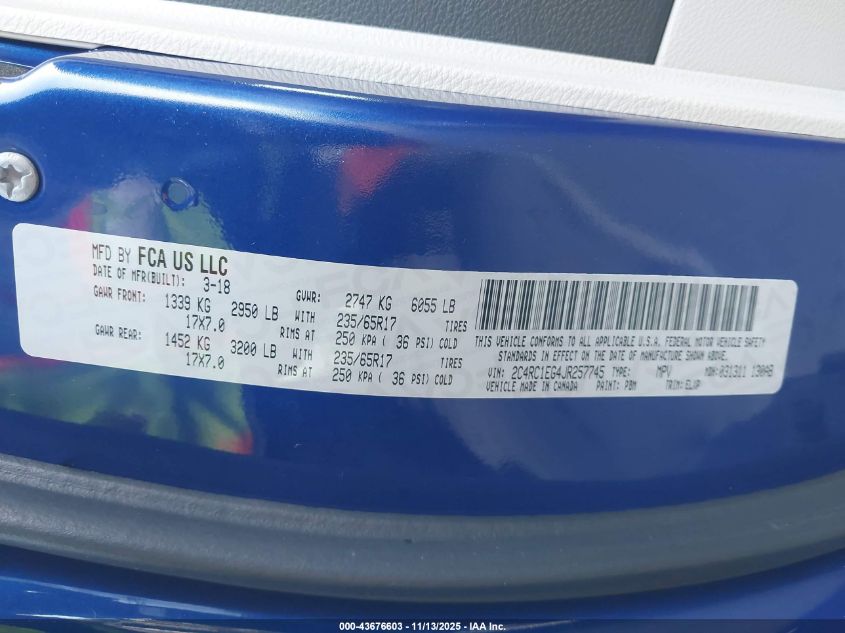 MFD BY FCA US LLC
DATE OF MFR(BUILT): 3-18
GVWR: 2747 KG 6055 LB
GAWR FRONT: 1339 KG 2950 LB WITH 235/65R17 TIRES
17X7.0 RIMS AT 250 KPA ( 36 PSI) COLD
GAWR REAR: 1452 KG 3200 LB WITH 235/65R17 TIRES
17X7.0 RIMS AT 250 KPA ( 36 PSI) COLD
THIS VEHICLE CONFORMS TO ALL APPLICABLE U.S.A. FEDERAL MOTOR VEHICLE SAFETY
STANDARDS IN EFFECT ON THE DATE OF MANUFACTURE SHOWN ABOVE.
VIN: 2C4RC1EG4JR257745 TYPE: MPV MDH: 031311 130AB
VEHICLE MADE IN CANADA PAINT: PBM TRIM: ELUP
000-43676603 - 11/13/2025 - IAA Inc.